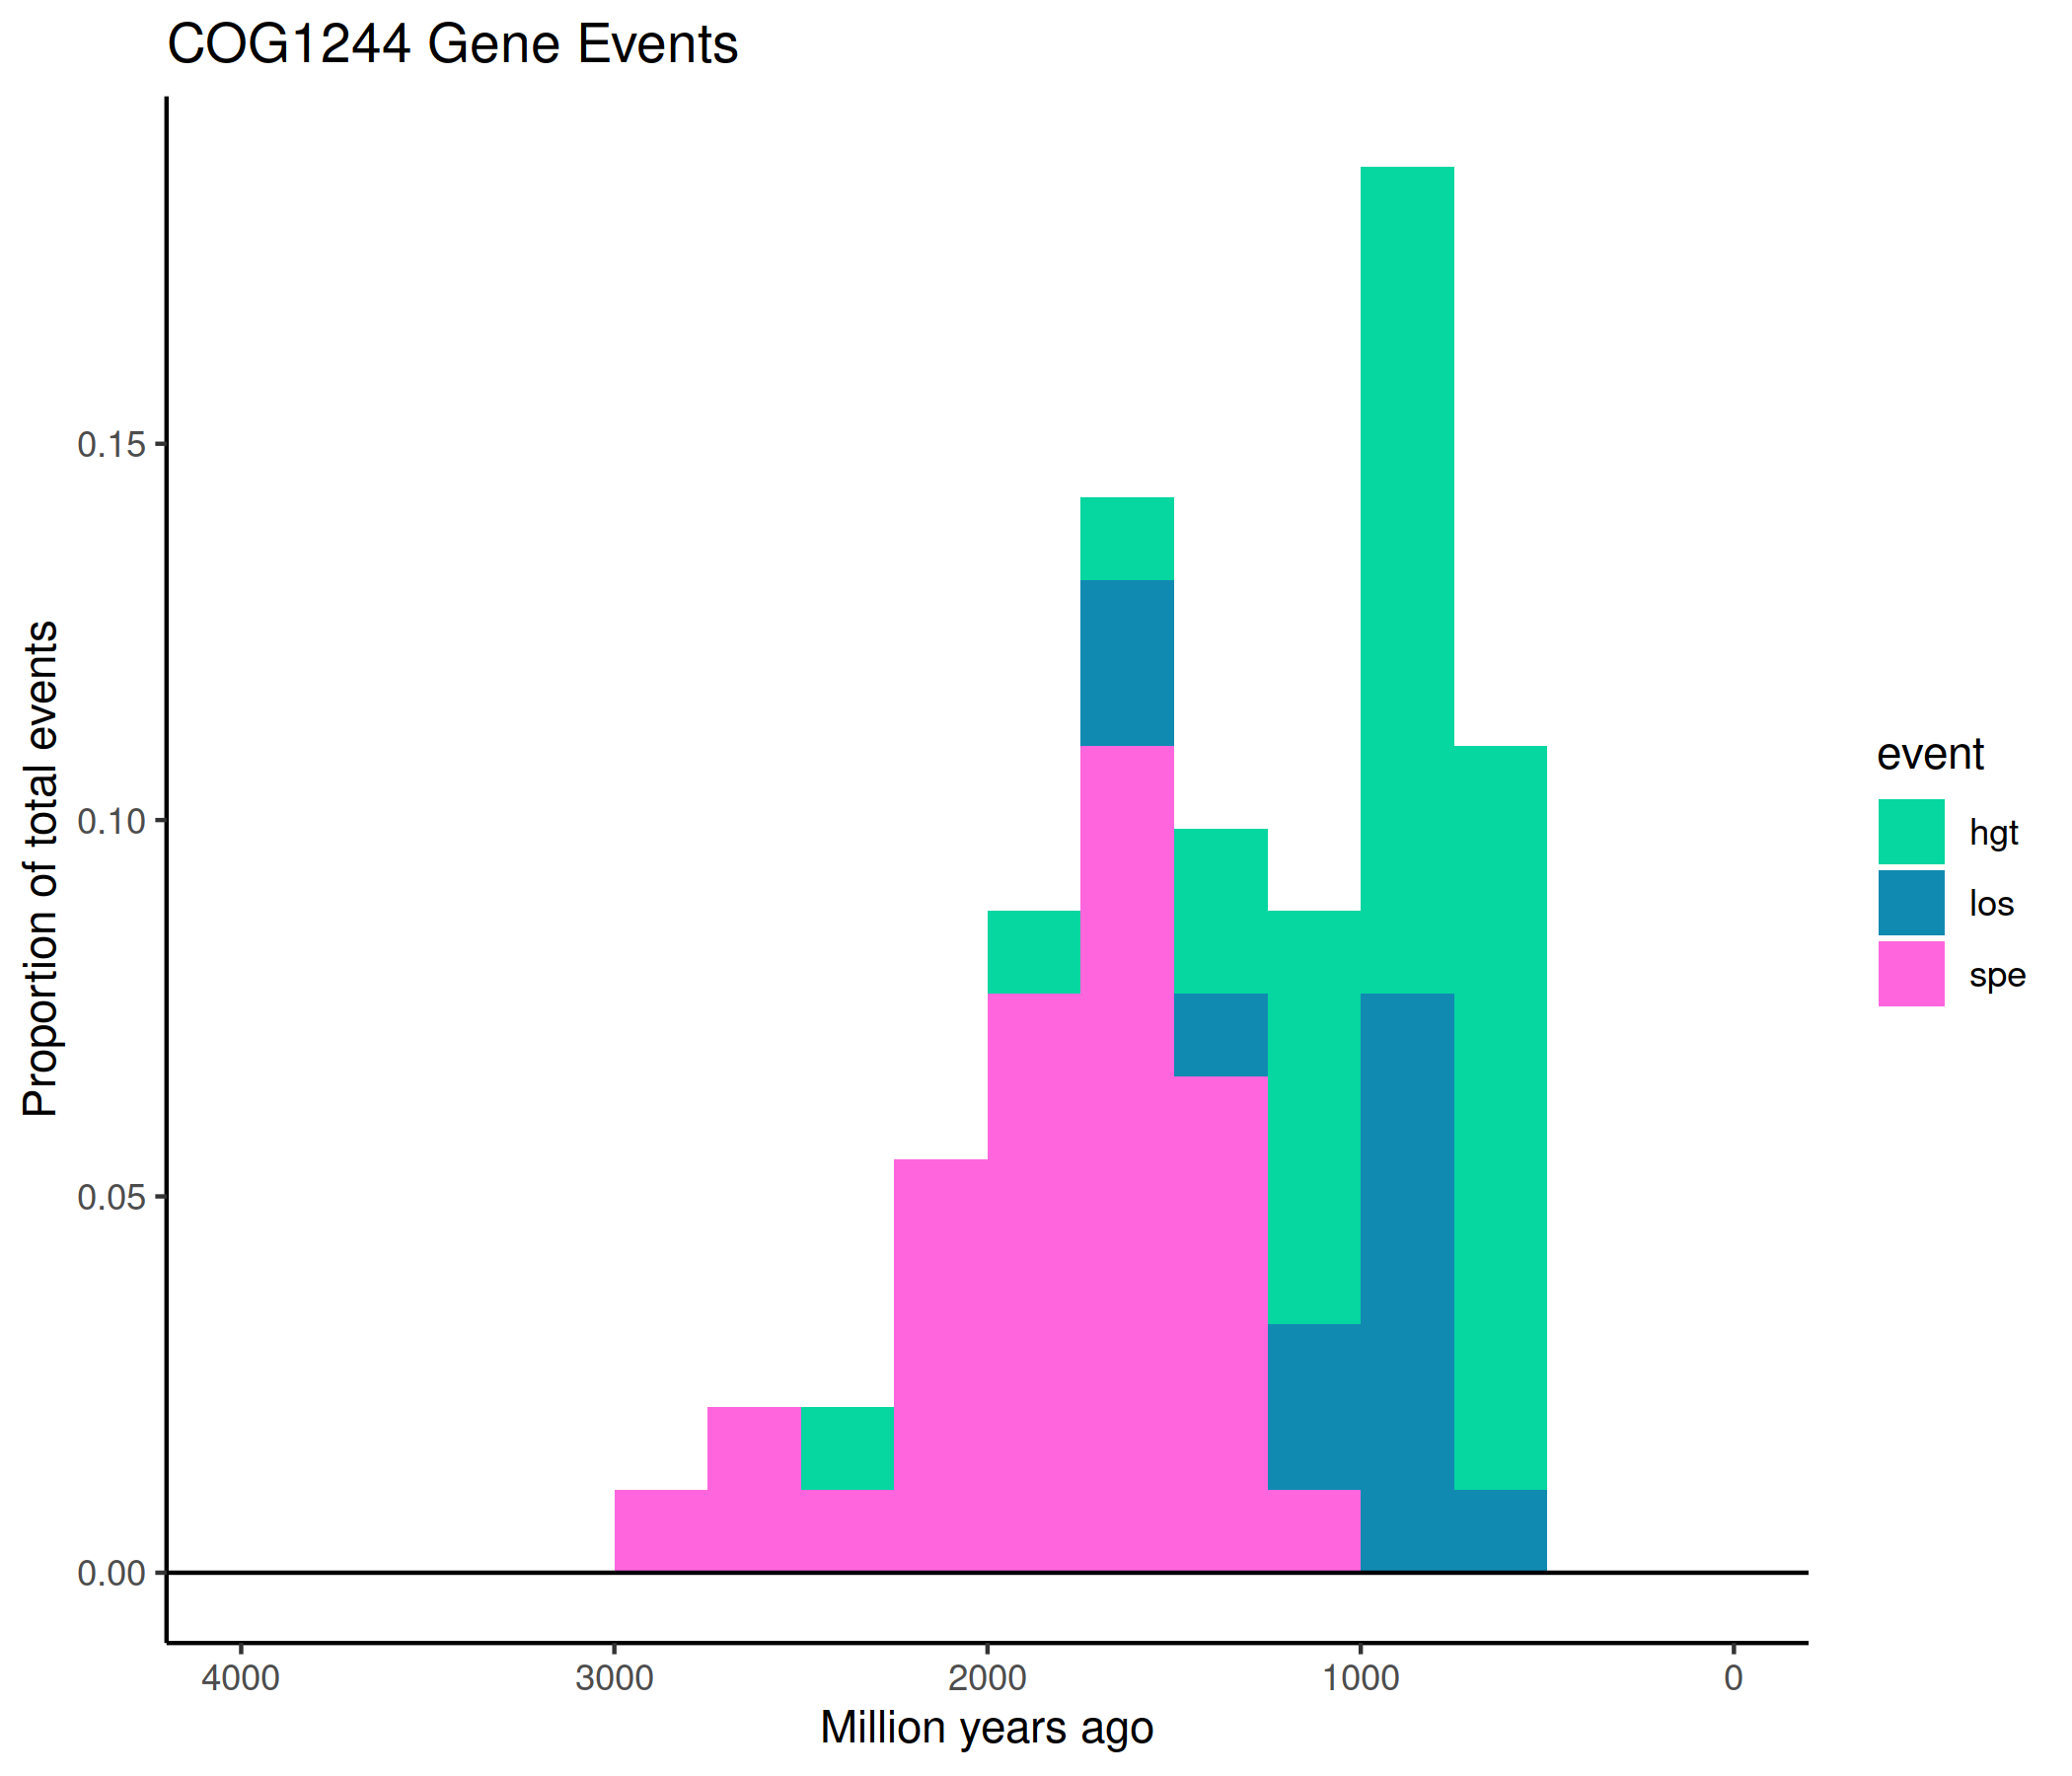 COG1244 Gene Events
Proportion of total events
0.15
0.10
0.05
0.00
4000 3000 2000 1000 0
Million years ago
event
hgt
los
spe